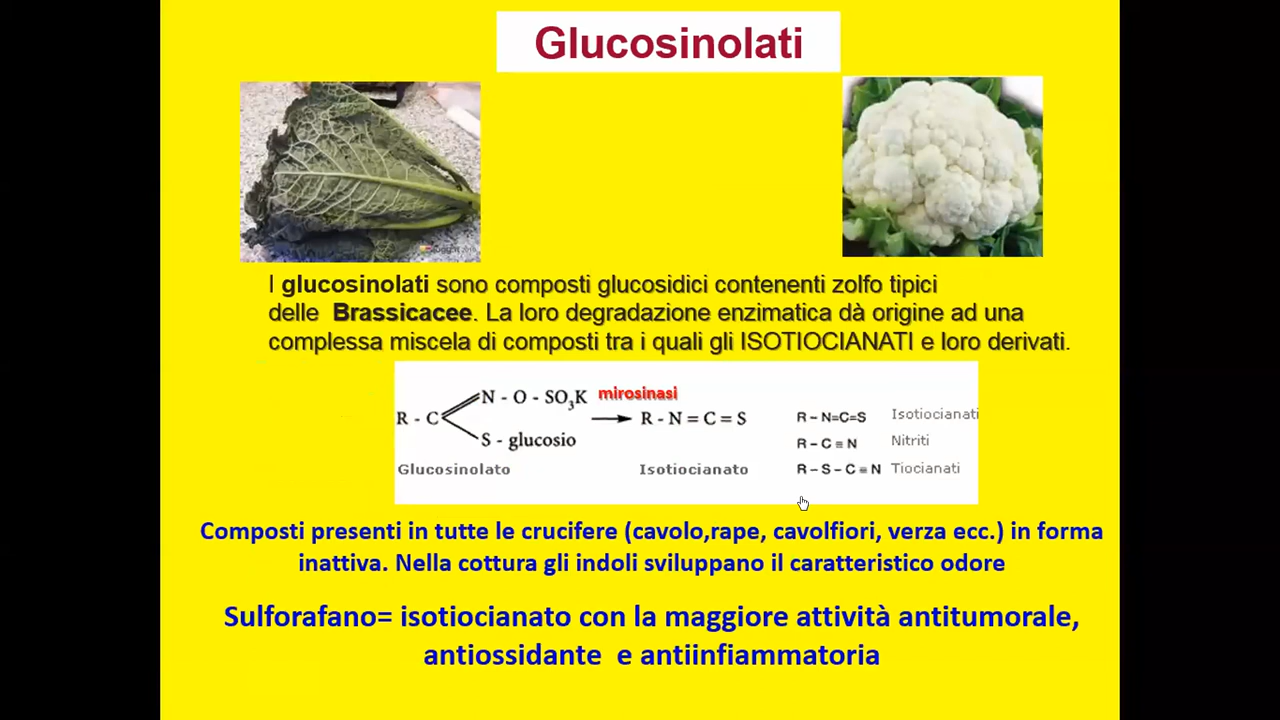 Glucosinolati
I glucosinolati sono composti glucosidici contenenti zolfo tipici
delle Brassicacee. La loro degradazione enzimatica dà origine ad una
complessa miscela di composti tra i quali gli ISOTIOCIANATI e loro derivati.
N - O - SO3K
mirosinasi
R - C
R - N = C = S
S - glucosio
Glucosinolato
Isotiocianato
R – N=C=S Isotiocianati
R – C ≡ N Nitriti
R – S – C ≡ N Tiocianati
Composti presenti in tutte le crucifere (cavolo,rape, cavolfiori, verza ecc.) in forma
inattiva. Nella cottura gli indoli sviluppano il caratteristico odore
Sulforafano= isotiocianato con la maggiore attività antitumorale,
antiossidante e antiinfiammatoria